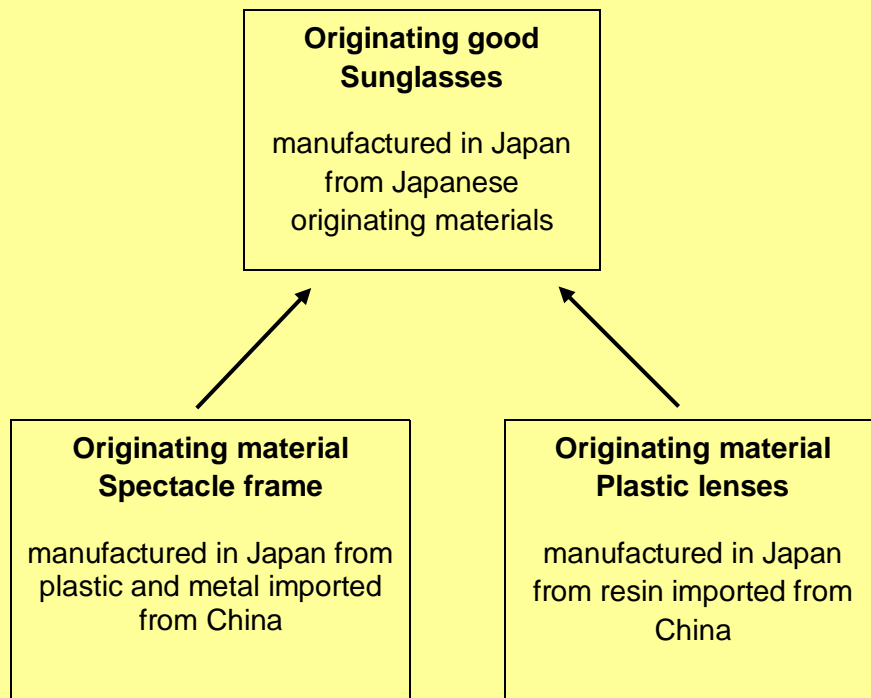 Originating good
Sunglasses
manufactured in Japan
from Japanese
originating materials
Originating material
Spectacle frame
manufactured in Japan from
plastic and metal imported
from China
Originating material
Plastic lenses
manufactured in Japan
from resin imported from
China